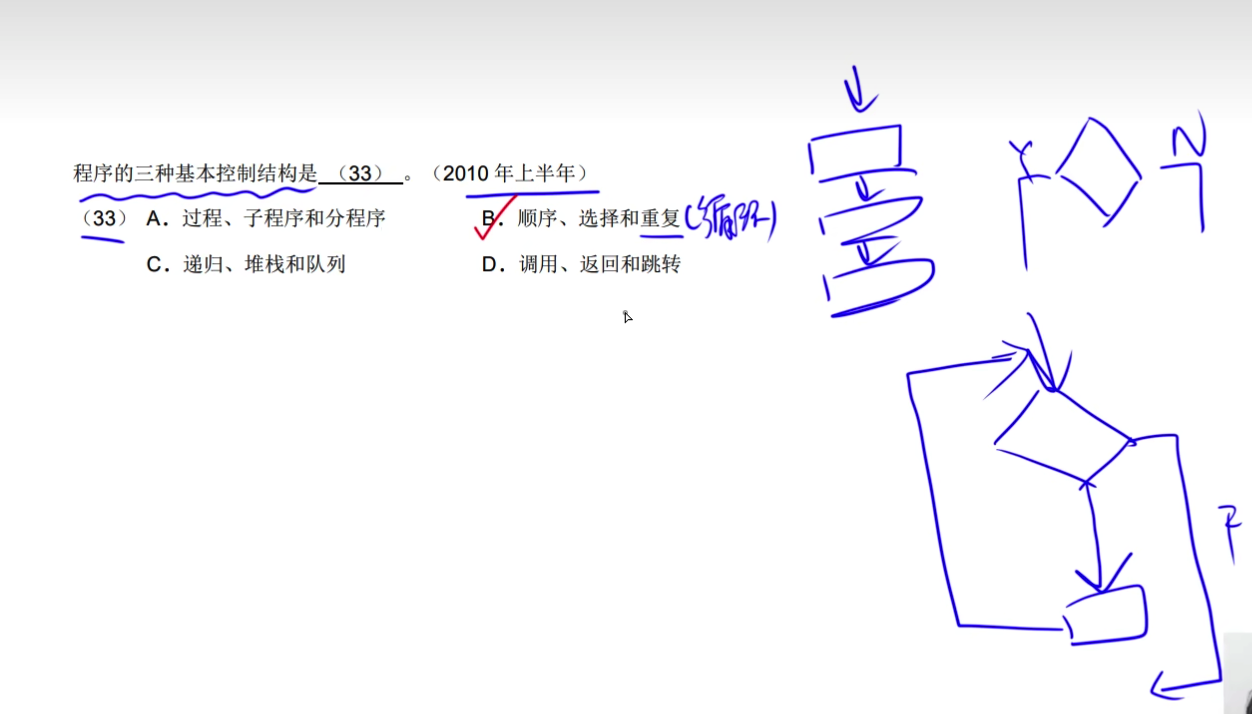 程序的三种基本控制结构是（33）。（2010 年上半年）
（33） A．过程、子程序和分程序 B．顺序、选择和重复(循环)
C．递归、堆栈和队列 D．调用、返回和跳转
Y N
F